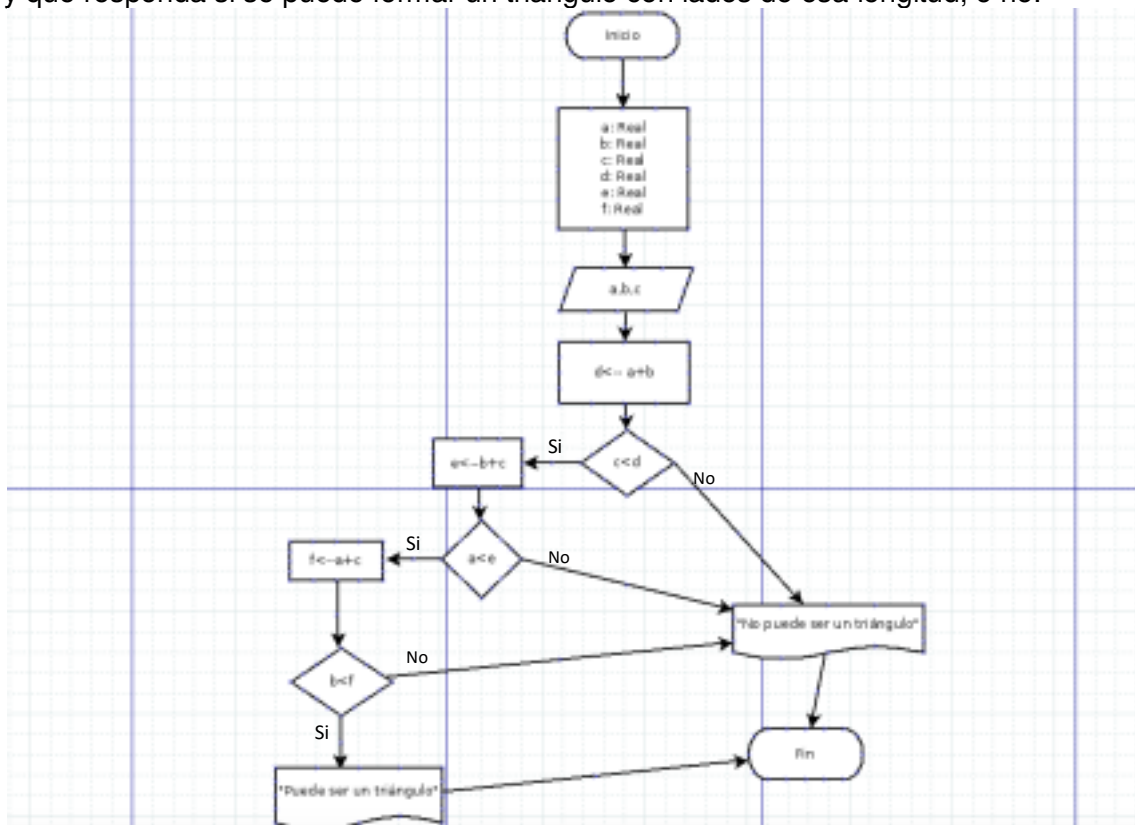 y que responda si se puede formar un triángulo con lados de esa longitud, o no.
Inicio
a: Real
b: Real
c: Real
d: Real
e: Real
f: Real
a,b,c
d<-- a+b
c<d
Si
No
e<--b+c
a<e
Si
No
f<--a+c
b<f
No
Si
"No puede ser un triángulo"
"Puede ser un triángulo"
Fin